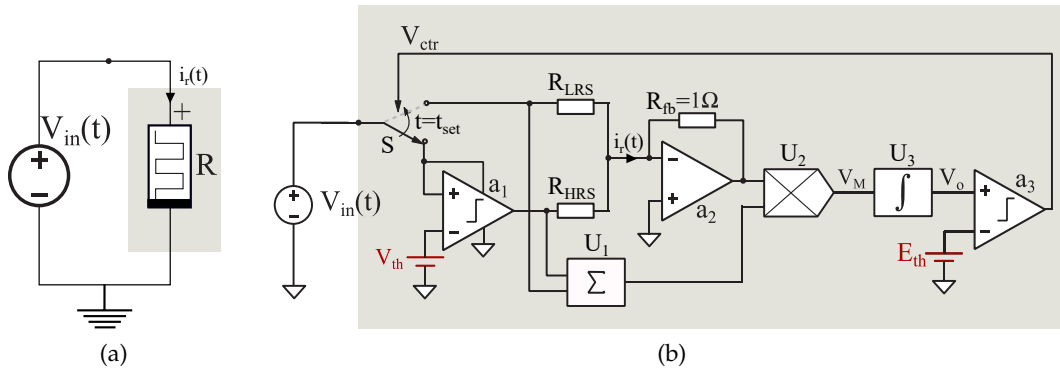 V_in(t)
i_r(t)
+
R
(a)
V_ctr
R_LRS
R_fb=1Ω
t=t_set
S
i_r(t)
U_2
U_3
V_M
V_o
a_3
a_1
a_2
R_HRS
V_in(t)
V_th
U_1
Σ
∫
E_th
(b)